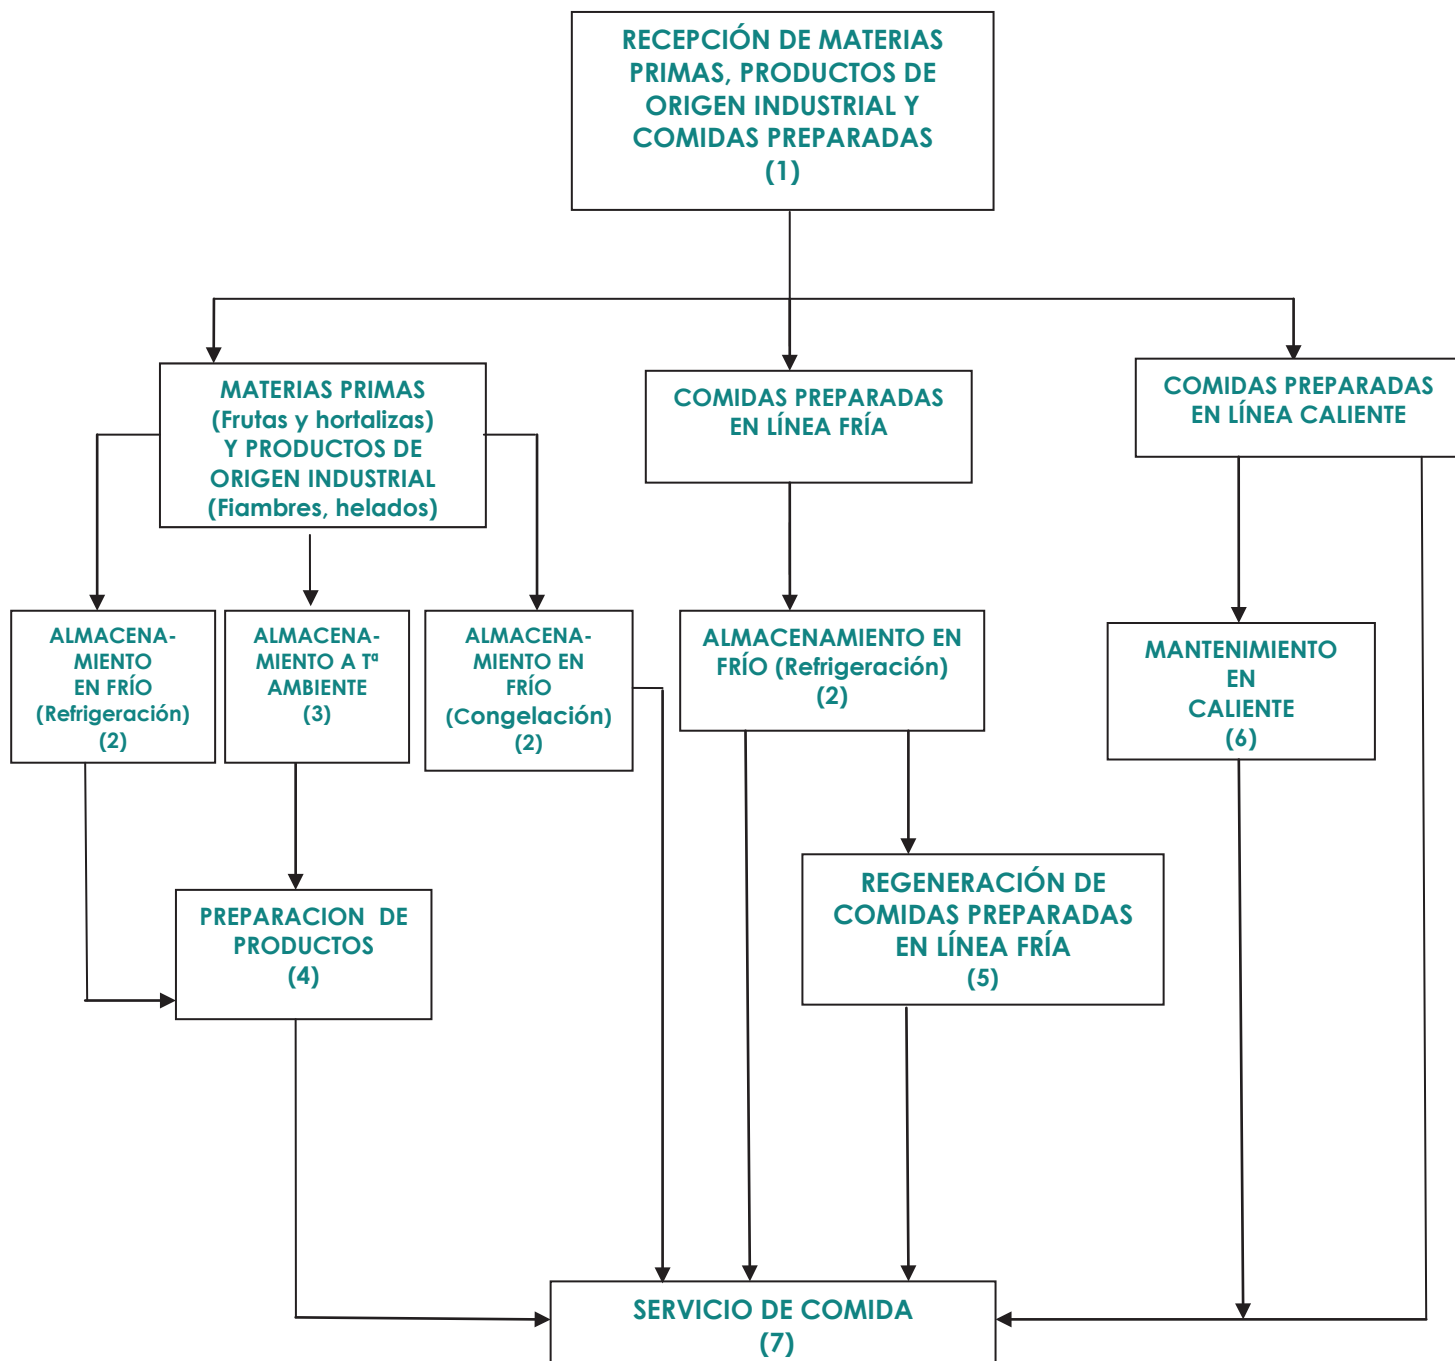 RECEPCIÓN DE MATERIAS
PRIMAS, PRODUCTOS DE
ORIGEN INDUSTRIAL Y
COMIDAS PREPARADAS
(1)
MATERIAS PRIMAS
(Frutas y hortalizas)
Y PRODUCTOS DE
ORIGEN INDUSTRIAL
(Fiambres, helados)
COMIDAS PREPARADAS
EN LÍNEA FRÍA
COMIDAS PREPARADAS
EN LÍNEA CALIENTE
ALMACENA-
MIENTO
EN FRÍO
(Refrigeración)
(2)
ALMACENA-
MIENTO A Tª
AMBIENTE
(3)
ALMACENA-
MIENTO EN
FRÍO
(Congelación)
(2)
ALMACENAMIENTO EN
FRÍO (Refrigeración)
(2)
MANTENIMIENTO
EN
CALIENTE
(6)
PREPARACION DE
PRODUCTOS
(4)
REGENERACIÓN DE
COMIDAS PREPARADAS
EN LÍNEA FRÍA
(5)
SERVICIO DE COMIDA
(7)